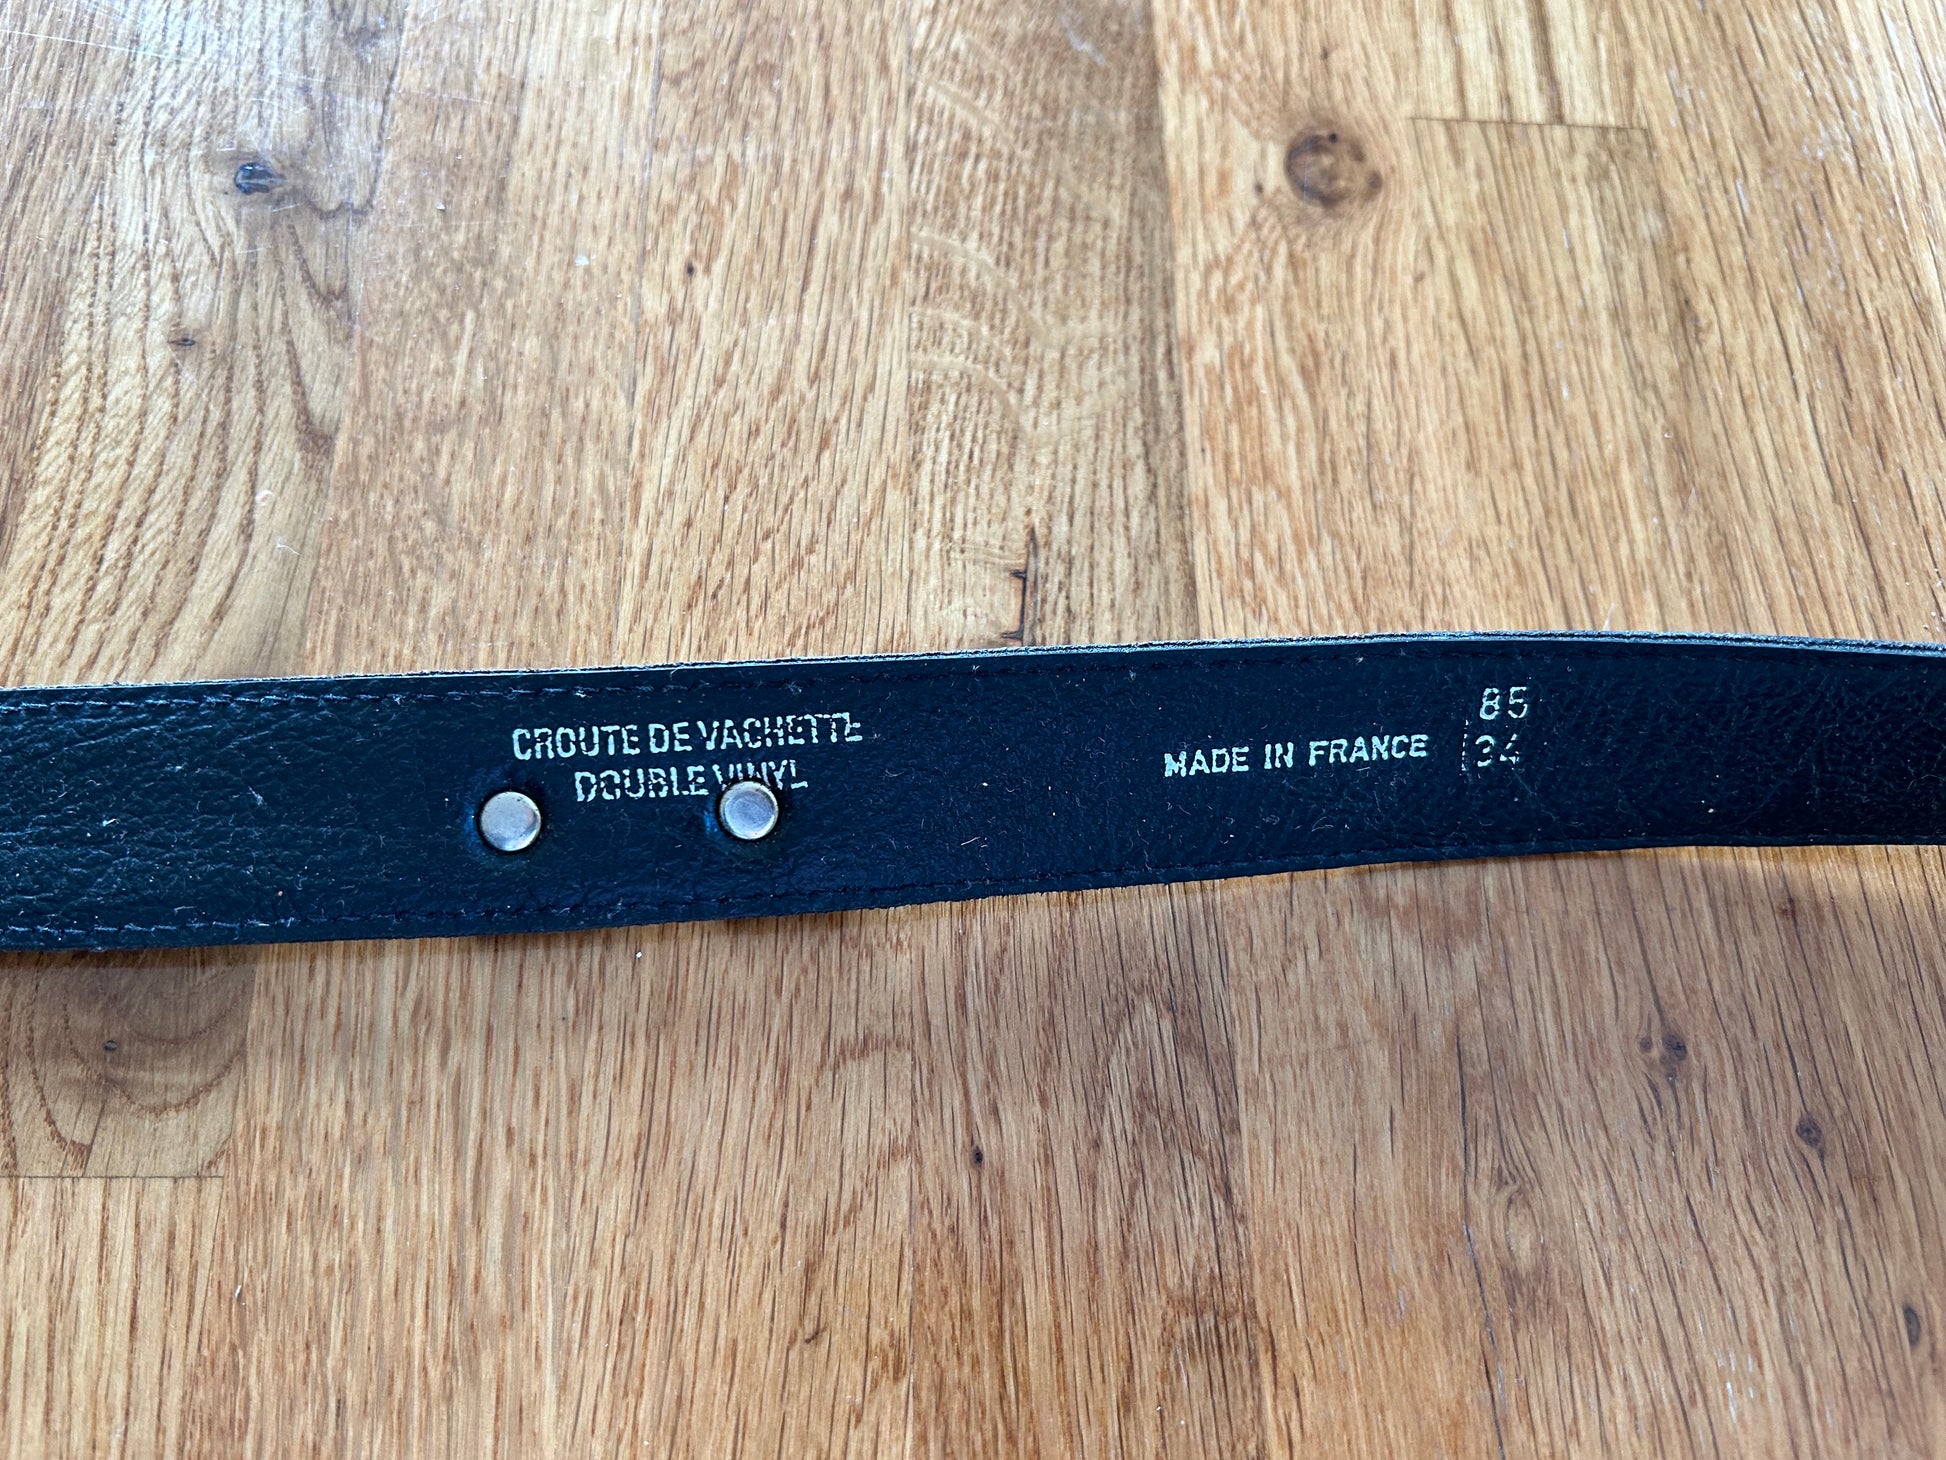 CROUTE DE VACHETTE
DOUBLE VINYL
MADE IN FRANCE
85
34